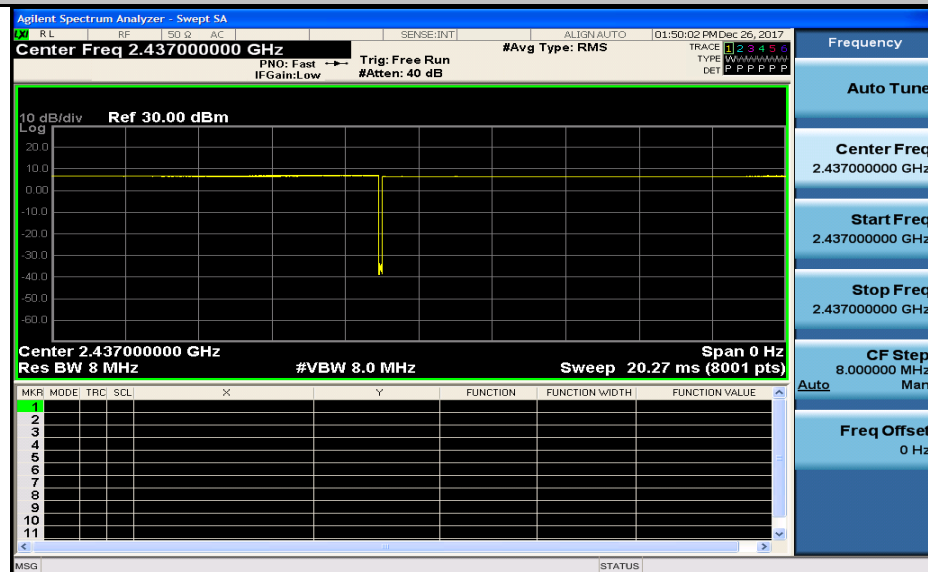 Agilent Spectrum Analyzer - Swept SA
LXI RL RF 50 Ω AC SENSE:INT ALIGN AUTO 01:50:02 PM Dec 26, 2017
Center Freq 2.437000000 GHz #Avg Type: RMS TRACE 1 2 3 4 5 6
PNO: Fast Trig: Free Run TYPE
IFGain:Low #Atten: 40 dB DET P P P P P P
10 dB/div Ref 30.00 dBm
Log
20.0
10.0
0.00
-10.0
-20.0
-30.0
-40.0
-50.0
-60.0
Center 2.437000000 GHz Span 0 Hz
Res BW 8 MHz #VBW 8.0 MHz Sweep 20.27 ms (8001 pts)
MKR MODE TRC SCL X Y FUNCTION FUNCTION WIDTH FUNCTION VALUE
1
2
3
4
5
6
7
8
9
10
11
MSG STATUS
Frequency
Auto Tune
Center Freq
2.437000000 GHz
Start Freq
2.437000000 GHz
Stop Freq
2.437000000 GHz
CF Step
8.000000 MHz
Auto Man
Freq Offset
0 Hz